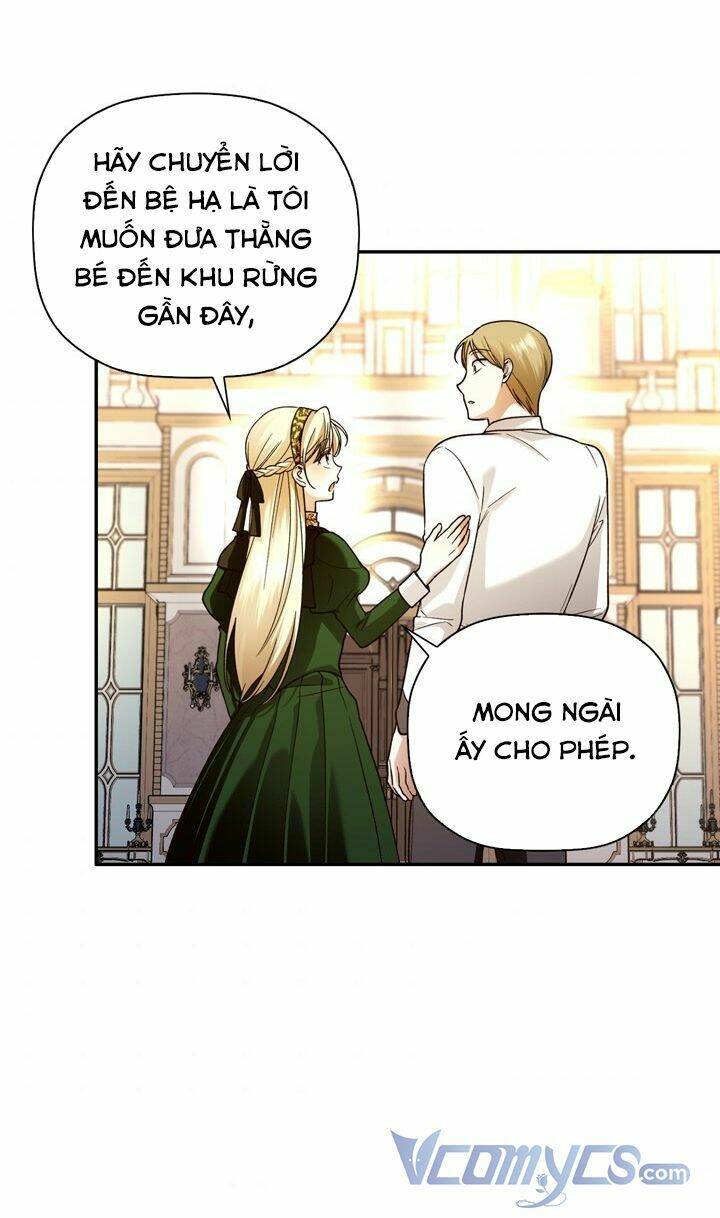 HÃY CHUYỂN LỜI
ĐẾN BỆ HẠ LÀ TÔI
MUỐN ĐƯA THẰNG
BÉ ĐẾN KHU RỪNG
GẦN ĐÂY,
MONG NGÀI
ẤY CHO PHÉP.
VCOMYCS.com